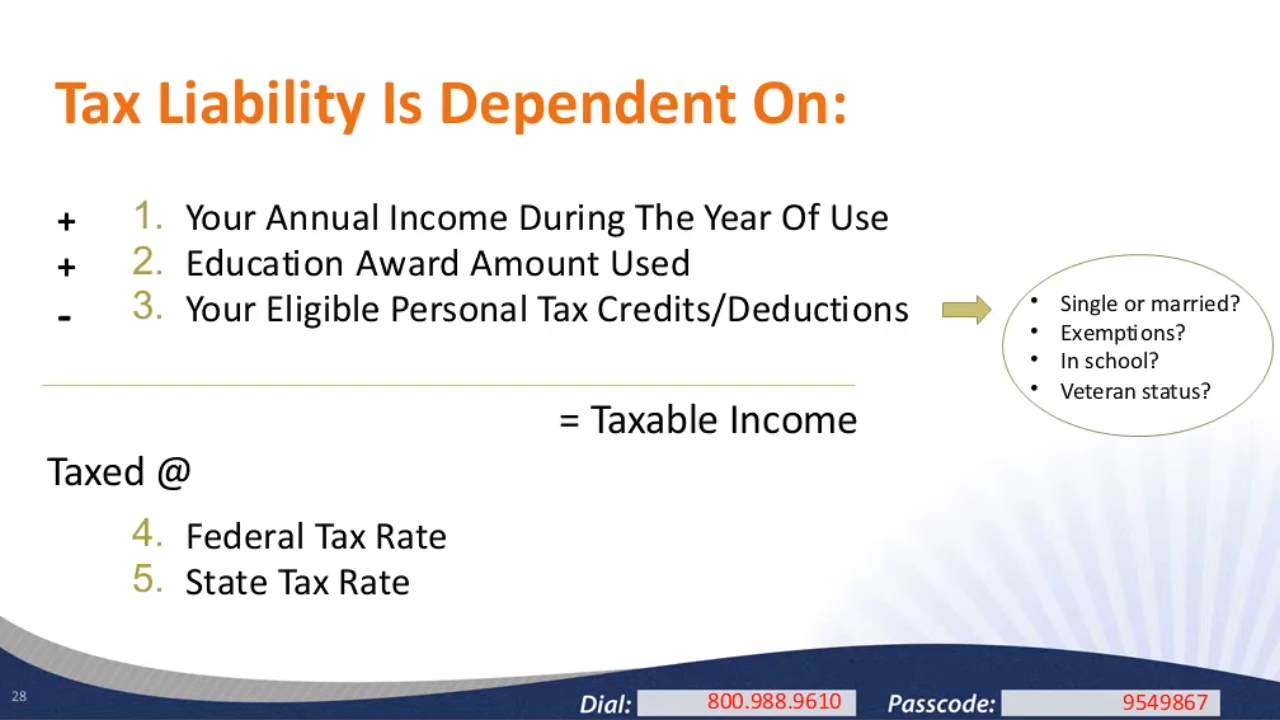 Tax Liability Is Dependent On:
+ 1. Your Annual Income During The Year Of Use
+ 2. Education Award Amount Used
- 3. Your Eligible Personal Tax Credits/Deductions
• Single or married?
• Exemptions?
• In school?
• Veteran status?
= Taxable Income
Taxed @
4. Federal Tax Rate
5. State Tax Rate
28
Dial: 800.988.9610 Passcode: 9549867